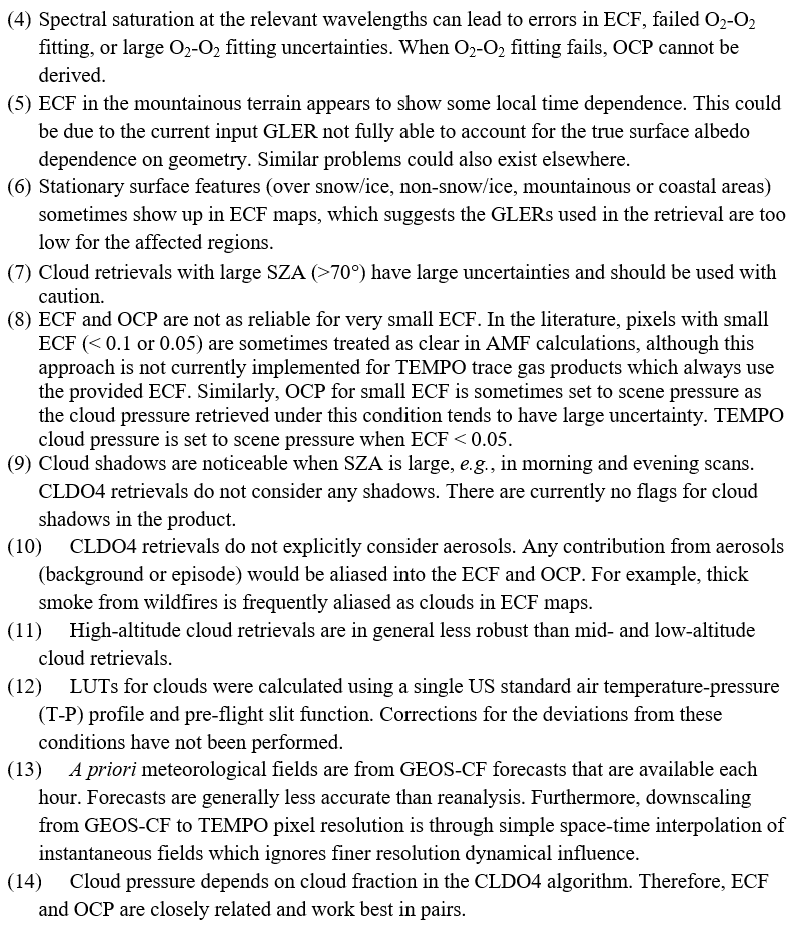 (4) Spectral saturation at the relevant wavelengths can lead to errors in ECF, failed O₂-O₂
fitting, or large O₂-O₂ fitting uncertainties. When O₂-O₂ fitting fails, OCP cannot be
derived.
(5) ECF in the mountainous terrain appears to show some local time dependence. This could
be due to the current input GLER not fully able to account for the true surface albedo
dependence on geometry. Similar problems could also exist elsewhere.
(6) Stationary surface features (over snow/ice, non-snow/ice, mountainous or coastal areas)
sometimes show up in ECF maps, which suggests the GLERs used in the retrieval are too
low for the affected regions.
(7) Cloud retrievals with large SZA (>70°) have large uncertainties and should be used with
caution.
(8) ECF and OCP are not as reliable for very small ECF. In the literature, pixels with small
ECF (< 0.1 or 0.05) are sometimes treated as clear in AMF calculations, although this
approach is not currently implemented for TEMPO trace gas products which always use
the provided ECF. Similarly, OCP for small ECF is sometimes set to scene pressure as
the cloud pressure retrieved under this condition tends to have large uncertainty. TEMPO
cloud pressure is set to scene pressure when ECF < 0.05.
(9) Cloud shadows are noticeable when SZA is large, e.g., in morning and evening scans.
CLDO4 retrievals do not consider any shadows. There are currently no flags for cloud
shadows in the product.
(10) CLDO4 retrievals do not explicitly consider aerosols. Any contribution from aerosols
(background or episode) would be aliased into the ECF and OCP. For example, thick
smoke from wildfires is frequently aliased as clouds in ECF maps.
(11) High-altitude cloud retrievals are in general less robust than mid- and low-altitude
cloud retrievals.
(12) LUTs for clouds were calculated using a single US standard air temperature-pressure
(T-P) profile and pre-flight slit function. Corrections for the deviations from these
conditions have not been performed.
(13) A priori meteorological fields are from GEOS-CF forecasts that are available each
hour. Forecasts are generally less accurate than reanalysis. Furthermore, downscaling
from GEOS-CF to TEMPO pixel resolution is through simple space-time interpolation of
instantaneous fields which ignores finer resolution dynamical influence.
(14) Cloud pressure depends on cloud fraction in the CLDO4 algorithm. Therefore, ECF
and OCP are closely related and work best in pairs.